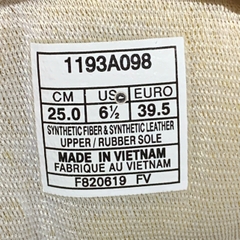 1193A098
CM US EURO
25.0 6½ 39.5
SYNTHETIC FIBER & SYNTHETIC LEATHER
UPPER / RUBBER SOLE
MADE IN VIETNAM
FABRIQUE AU VIETNAM
F820619 FV